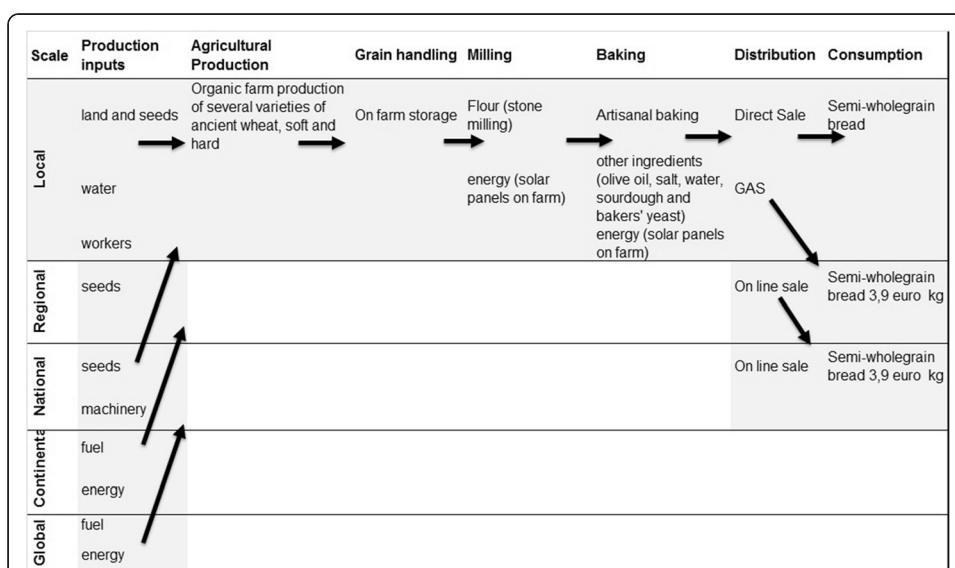 Scale
Production
inputs
Agricultural
Production
Grain handling
Milling
Baking
Distribution
Consumption
Local
land and seeds
water
workers
Organic farm production
of several varieties of
ancient wheat, soft and
hard
On farm storage
Flour (stone
milling)
energy (solar
panels on farm)
Artisanal baking
other ingredients
(olive oil, salt, water,
sourdough and
bakers' yeast)
energy (solar panels
on farm)
Direct Sale
GAS
Semi-wholegrain
bread
Regional
seeds
On line sale
Semi-wholegrain
bread 3,9 euro kg
National
seeds
machinery
On line sale
Semi-wholegrain
bread 3,9 euro kg
Continenta
fuel
energy
Global
fuel
energy